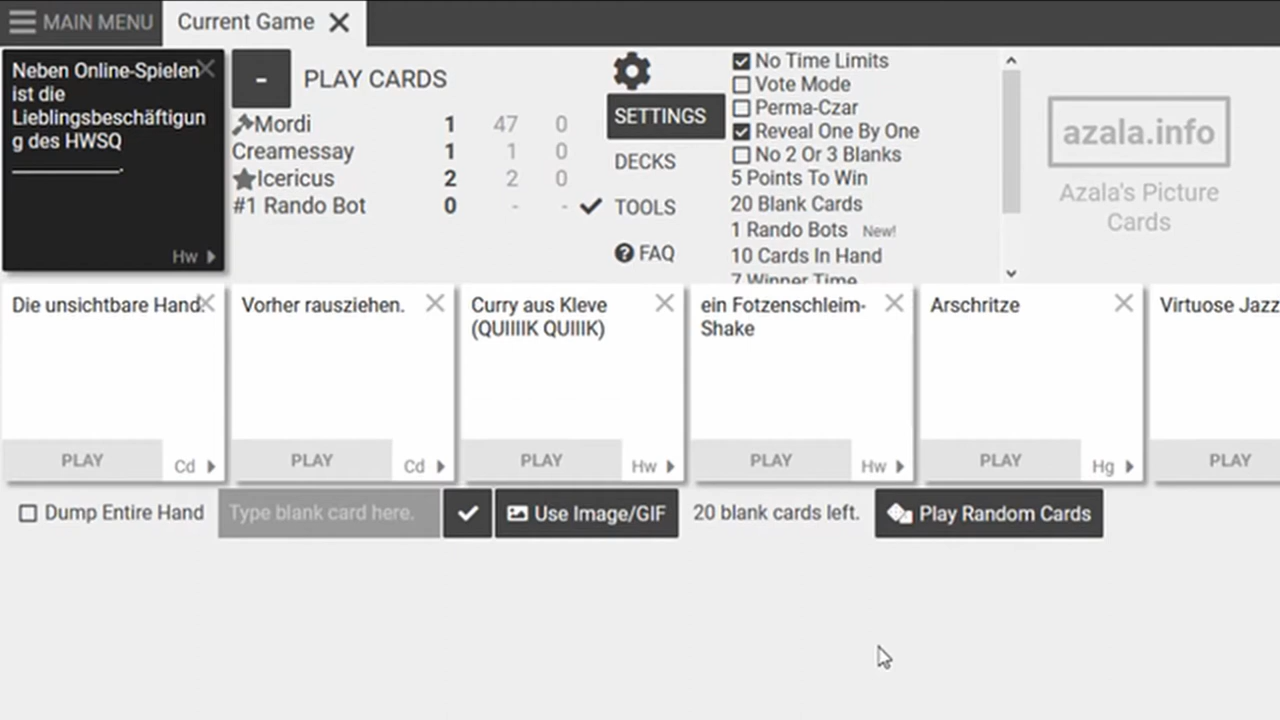 MAIN MENU
Current Game
Neben Online-Spielen
ist die
Lieblingsbeschäftigun
g des HWSQ
__________.
Hw
-
PLAY CARDS
Mordi 1 47 0
Creamessay 1 1 0
Icericus 2 2 0
#1 Rando Bot 0 - -
SETTINGS
DECKS
TOOLS
FAQ
No Time Limits
Vote Mode
Perma-Czar
Reveal One By One
No 2 Or 3 Blanks
5 Points To Win
20 Blank Cards
1 Rando Bots New!
10 Cards In Hand
7 Winner Time
azala.info
Azala's Picture
Cards
Die unsichtbare Hand.
PLAY
Cd
Vorher rausziehen.
PLAY
Cd
Curry aus Kleve
(QUIIIIK QUIIIK)
PLAY
Hw
ein Fotzenschleim-
Shake
PLAY
Hw
Arschritze
PLAY
Hg
Virtuose Jazz
PLAY
Dump Entire Hand
Type blank card here.
Use Image/GIF
20 blank cards left.
Play Random Cards